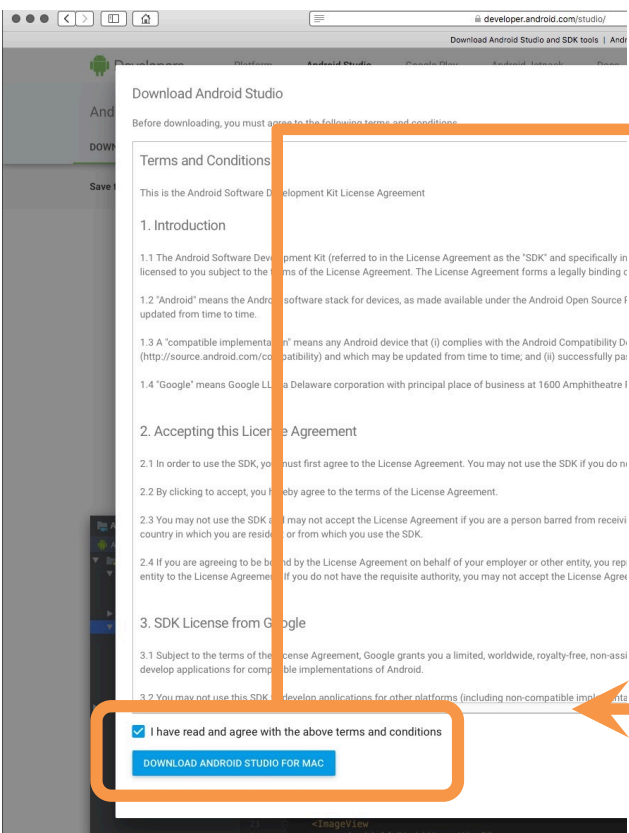 developer.android.com/studio/
Download Android Studio and SDK tools | Andr
Developers Platform Android Studio Google Play Android Jetpack Docs
Download Android Studio
And
Before downloading, you must agree to the following terms and conditions.
DOWN
Terms and Conditions
Save t
This is the Android Software Development Kit License Agreement
1. Introduction
1.1 The Android Software Development Kit (referred to in the License Agreement as the "SDK" and specifically in
licensed to you subject to the terms of the License Agreement. The License Agreement forms a legally binding c
1.2 "Android" means the Android software stack for devices, as made available under the Android Open Source P
updated from time to time.
1.3 A "compatible implementation" means any Android device that (i) complies with the Android Compatibility De
(http://source.android.com/compatibility) and which may be updated from time to time; and (ii) successfully pa
1.4 "Google" means Google LLC, a Delaware corporation with principal place of business at 1600 Amphitheatre P
2. Accepting this License Agreement
2.1 In order to use the SDK, you must first agree to the License Agreement. You may not use the SDK if you do no
2.2 By clicking to accept, you hereby agree to the terms of the License Agreement.
2.3 You may not use the SDK and may not accept the License Agreement if you are a person barred from receivi
country in which you are resident or from which you use the SDK.
2.4 If you are agreeing to be bound by the License Agreement on behalf of your employer or other entity, you rep
entity to the License Agreement. If you do not have the requisite authority, you may not accept the License Agree
3. SDK License from Google
3.1 Subject to the terms of the License Agreement, Google grants you a limited, worldwide, royalty-free, non-assi
develop applications for compatible implementations of Android.
3.2 You may not use this SDK to develop applications for other platforms (including non-compatible implementa
I have read and agree with the above terms and conditions
DOWNLOAD ANDROID STUDIO FOR MAC
<ImageView